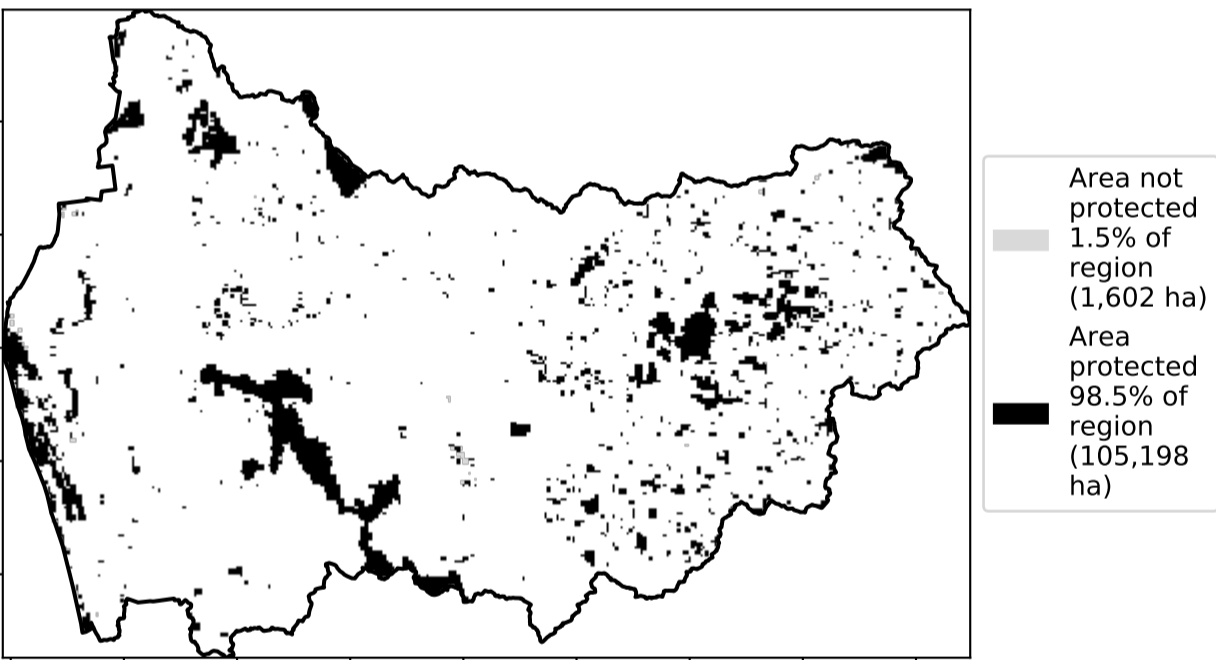 Area not
protected
1.5% of
region
(1,602 ha)
Area
protected
98.5% of
region
(105,198
ha)